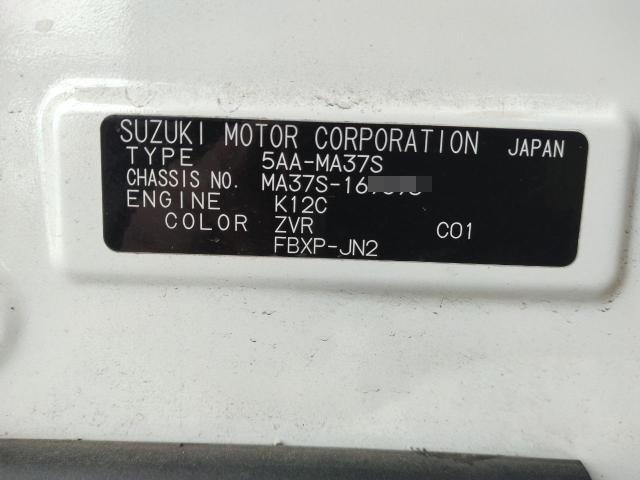 SUZUKI MOTOR CORPORATION JAPAN
TYPE 5AA-MA37S
CHASSIS NO. MA37S-16
ENGINE K12C
COLOR ZVR C01
FBXP-JN2